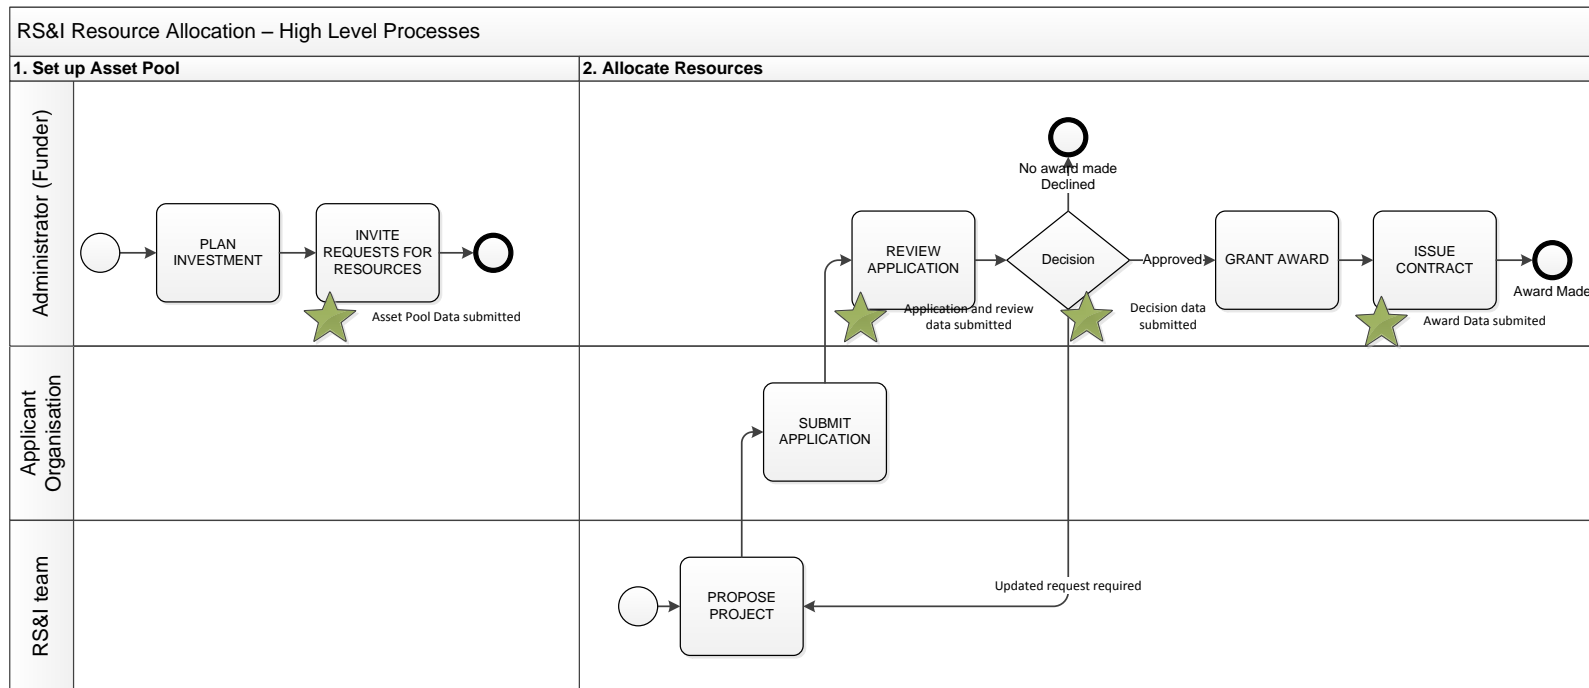 RS&I Resource Allocation – High Level Processes
1. Set up Asset Pool
2. Allocate Resources
Administrator (Funder)
PLAN
INVESTMENT
INVITE
REQUESTS FOR
RESOURCES
Asset Pool Data submitted
No award made
Declined
REVIEW
APPLICATION
Decision
Approved
GRANT AWARD
ISSUE
CONTRACT
Award Made
Application and review
data submitted
Decision data
submitted
Award Data submited
Applicant
Organisation
SUBMIT
APPLICATION
RS&I team
PROPOSE
PROJECT
Updated request required